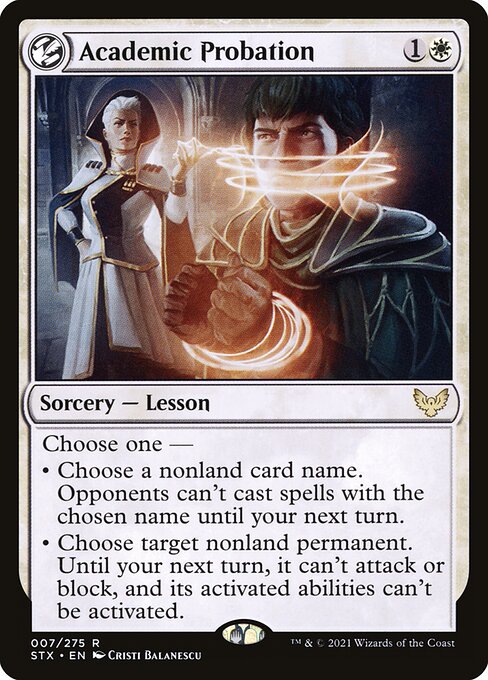 Academic Probation 1
Sorcery — Lesson
Choose one —
• Choose a nonland card name.
Opponents can't cast spells with the
chosen name until your next turn.
• Choose target nonland permanent.
Until your next turn, it can't attack or
block, and its activated abilities can't
be activated.
007/275 R
STX • EN Cristi Balanescu
™ & © 2021 Wizards of the Coast